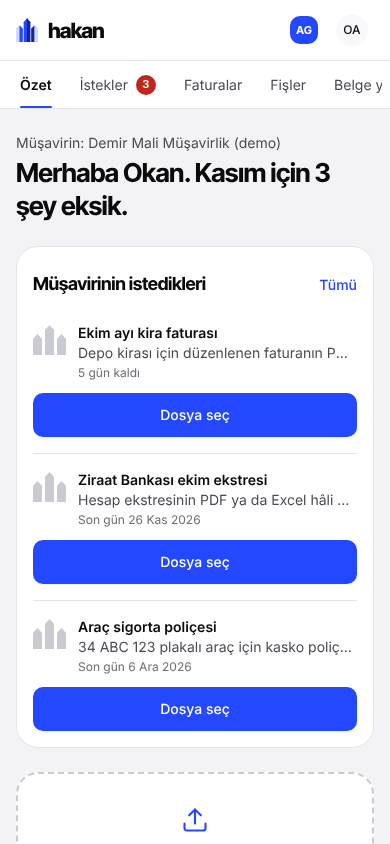 hakan
AG
OA
Özet
İstekler 3
Faturalar
Fişler
Belge y
Müşavirin: Demir Mali Müşavirlik (demo)
Merhaba Okan. Kasım için 3
şey eksik.
Müşavirinin istedikleri
Tümü
Ekim ayı kira faturası
Depo kirası için düzenlenen faturanın P...
5 gün kaldı
Dosya seç
Ziraat Bankası ekim ekstresi
Hesap ekstresinin PDF ya da Excel hâli ...
Son gün 26 Kas 2026
Dosya seç
Araç sigorta poliçesi
34 ABC 123 plakalı araç için kasko poliç...
Son gün 6 Ara 2026
Dosya seç